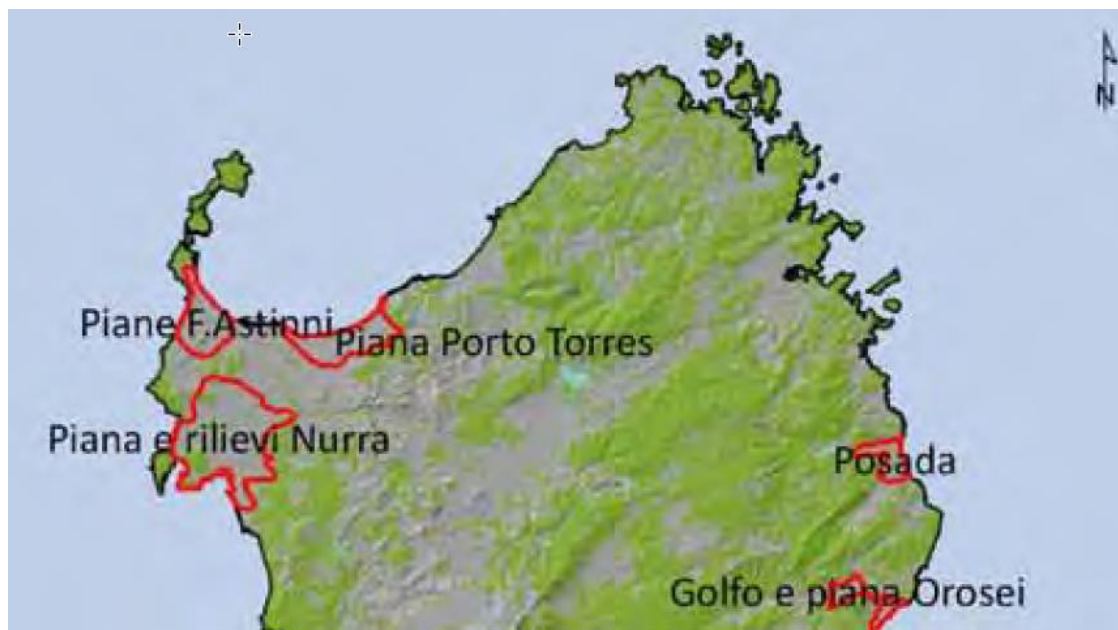 N
Piane F.Astinni
Piana Porto Torres
Piana e rilievi Nurra
Posada
Golfo e piana Orosei